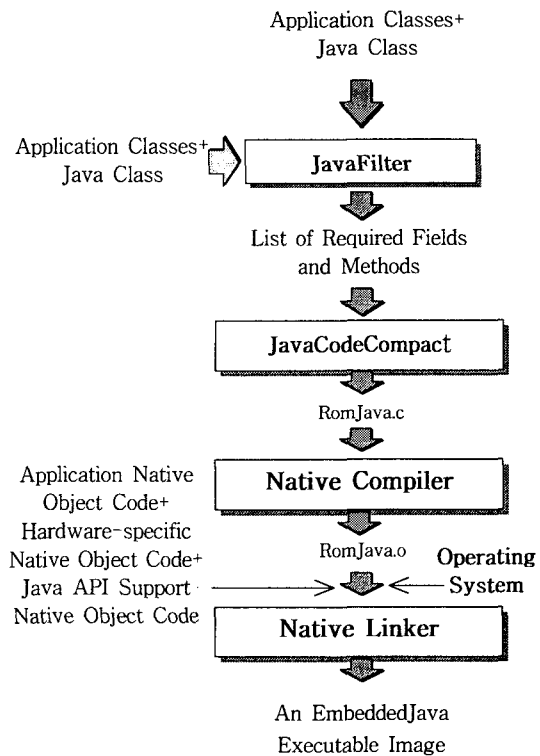 Application Classes+
Java Class
Application Classes+
Java Class
JavaFilter
List of Required Fields
and Methods
JavaCodeCompact
RomJava.c
Native Compiler
Application Native
Object Code+
Hardware-specific
Native Object Code+
Java API Support
Native Object Code
RomJava.o
Operating
System
Native Linker
An EmbeddedJava
Executable Image